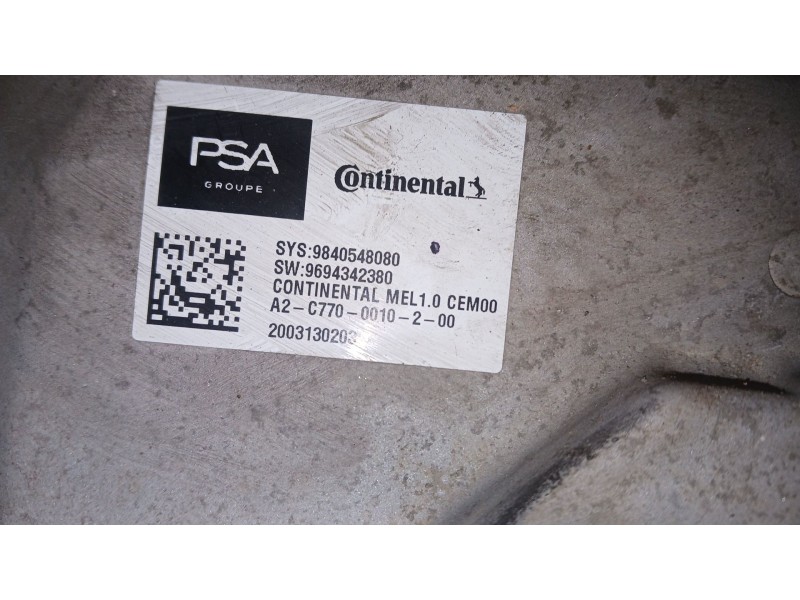 PSA
GROUPE
Continental
SYS:9840548080
SW:9694342380
CONTINENTAL MEL1.0 CEM00
A2-C770-0010-2-00
2003130203